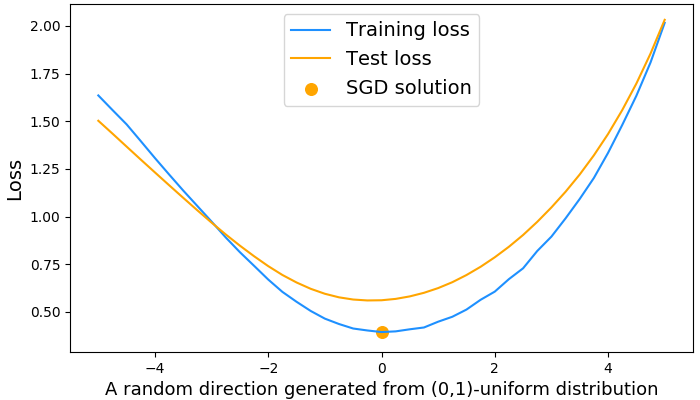 Training loss
Test loss
SGD solution
Loss
2.00
1.75
1.50
1.25
1.00
0.75
0.50
−4
−2
0
2
4
A random direction generated from (0,1)-uniform distribution